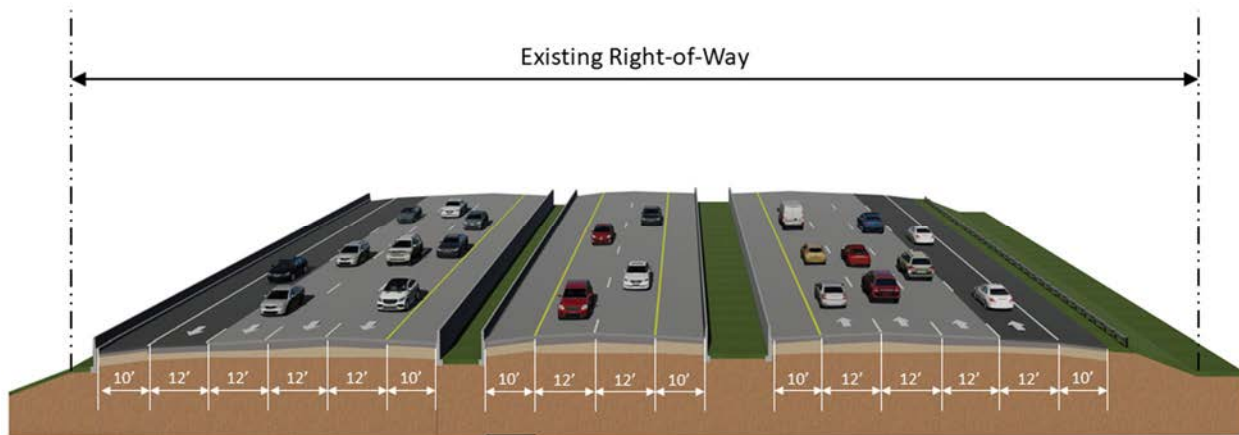 Existing Right-of-Way
10’ 12’ 12’ 12’ 12’ 10’ 10’ 12’ 12’ 10’ 10’ 12’ 12’ 12’ 12’ 10’